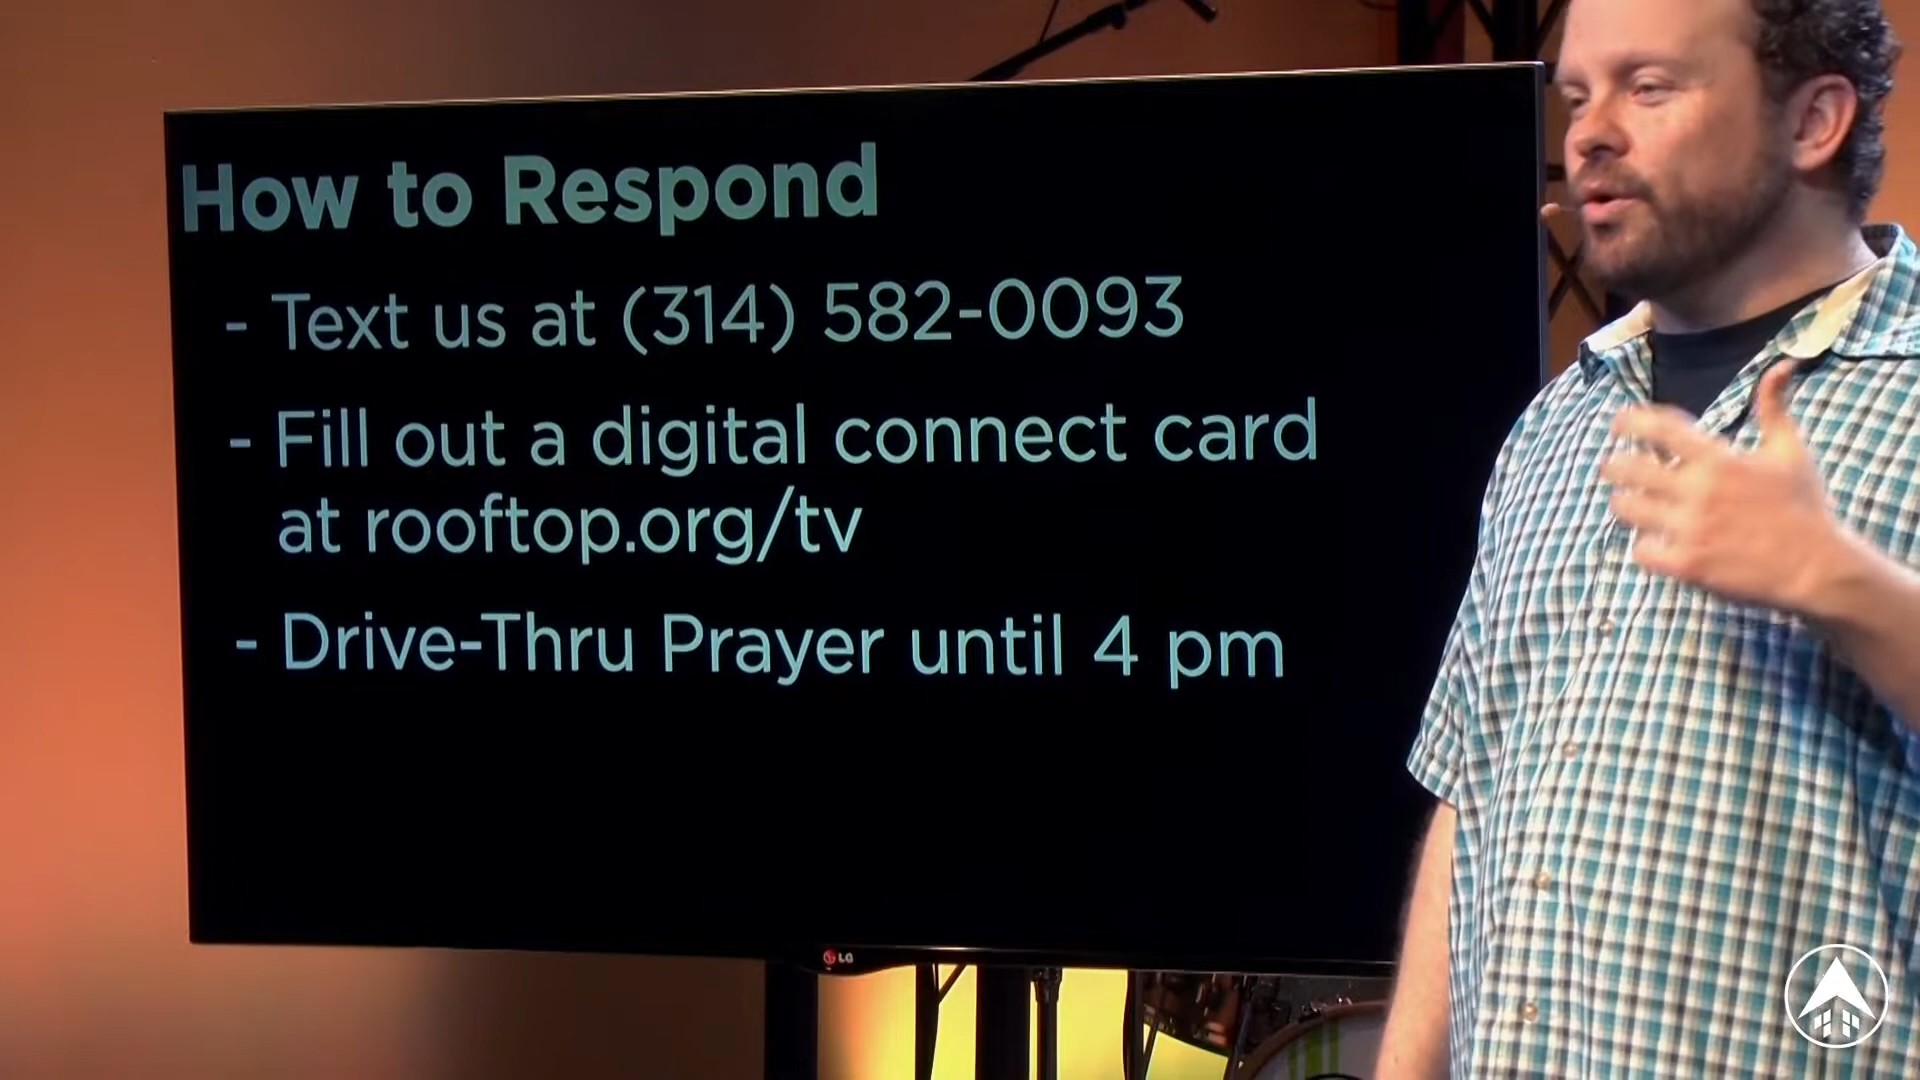 How to Respond
- Text us at (314) 582-0093
- Fill out a digital connect card
at rooftop.org/tv
- Drive-Thru Prayer until 4 pm
LG